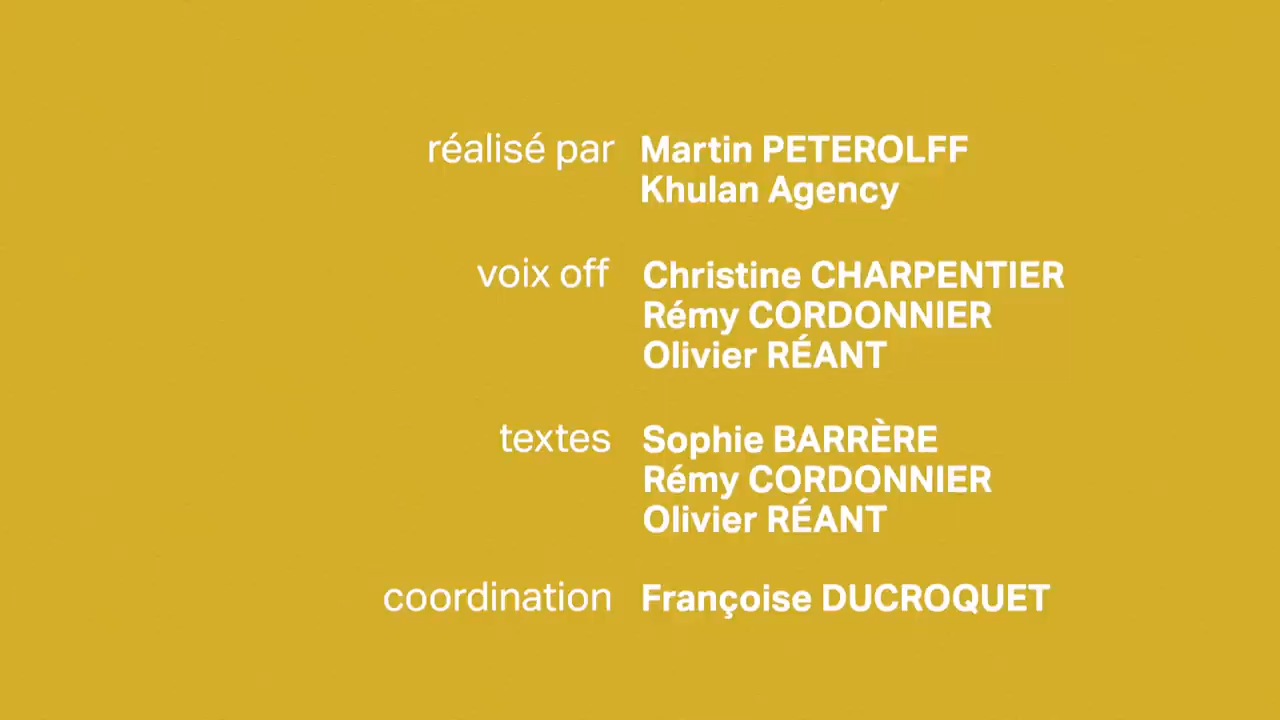 réalisé par Martin PETEROLFF
Khulan Agency
voix off Christine CHARPENTIER
Rémy CORDONNIER
Olivier RÉANT
textes Sophie BARRÈRE
Rémy CORDONNIER
Olivier RÉANT
coordination Françoise DUCROQUET